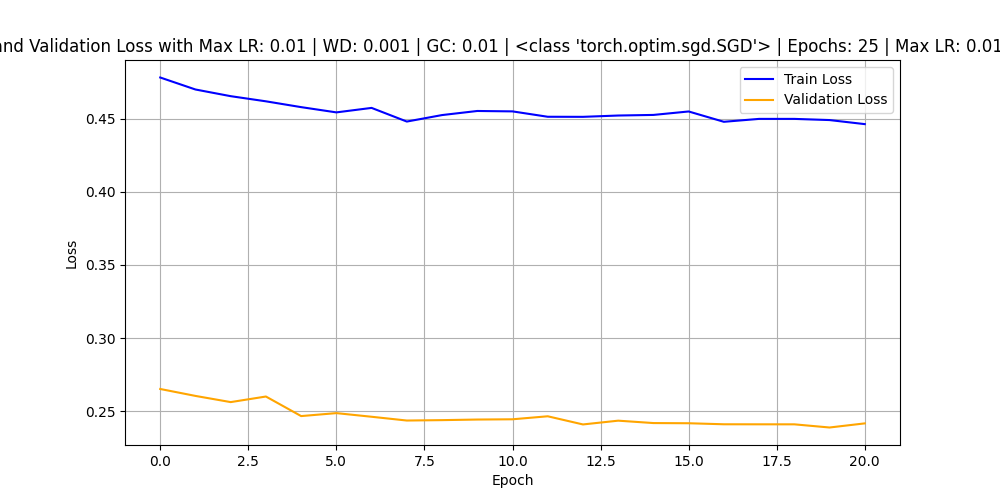 and Validation Loss with Max LR: 0.01 | WD: 0.001 | GC: 0.01 | <class 'torch.optim.sgd.SGD'> | Epochs: 25 | Max LR: 0.01
Train Loss
Validation Loss
0.45
0.40
0.35
0.30
0.25
Loss
0.0 2.5 5.0 7.5 10.0 12.5 15.0 17.5 20.0
Epoch